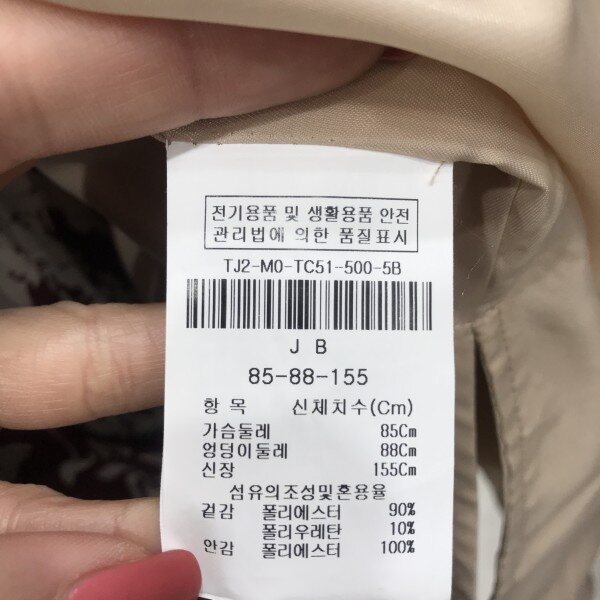 전기용품 및 생활용품 안전
관리법에 의한 품질표시
TJ2-MO-TC51-500-5B
J B
85-88-155
항 목 신체치수(Cm)
가슴둘레 85Cm
엉덩이둘레 88Cm
신장 155Cm
섬유의조성및혼용율
겉감 폴리에스터 90%
폴리우레탄 10%
안감 폴리에스터 100%